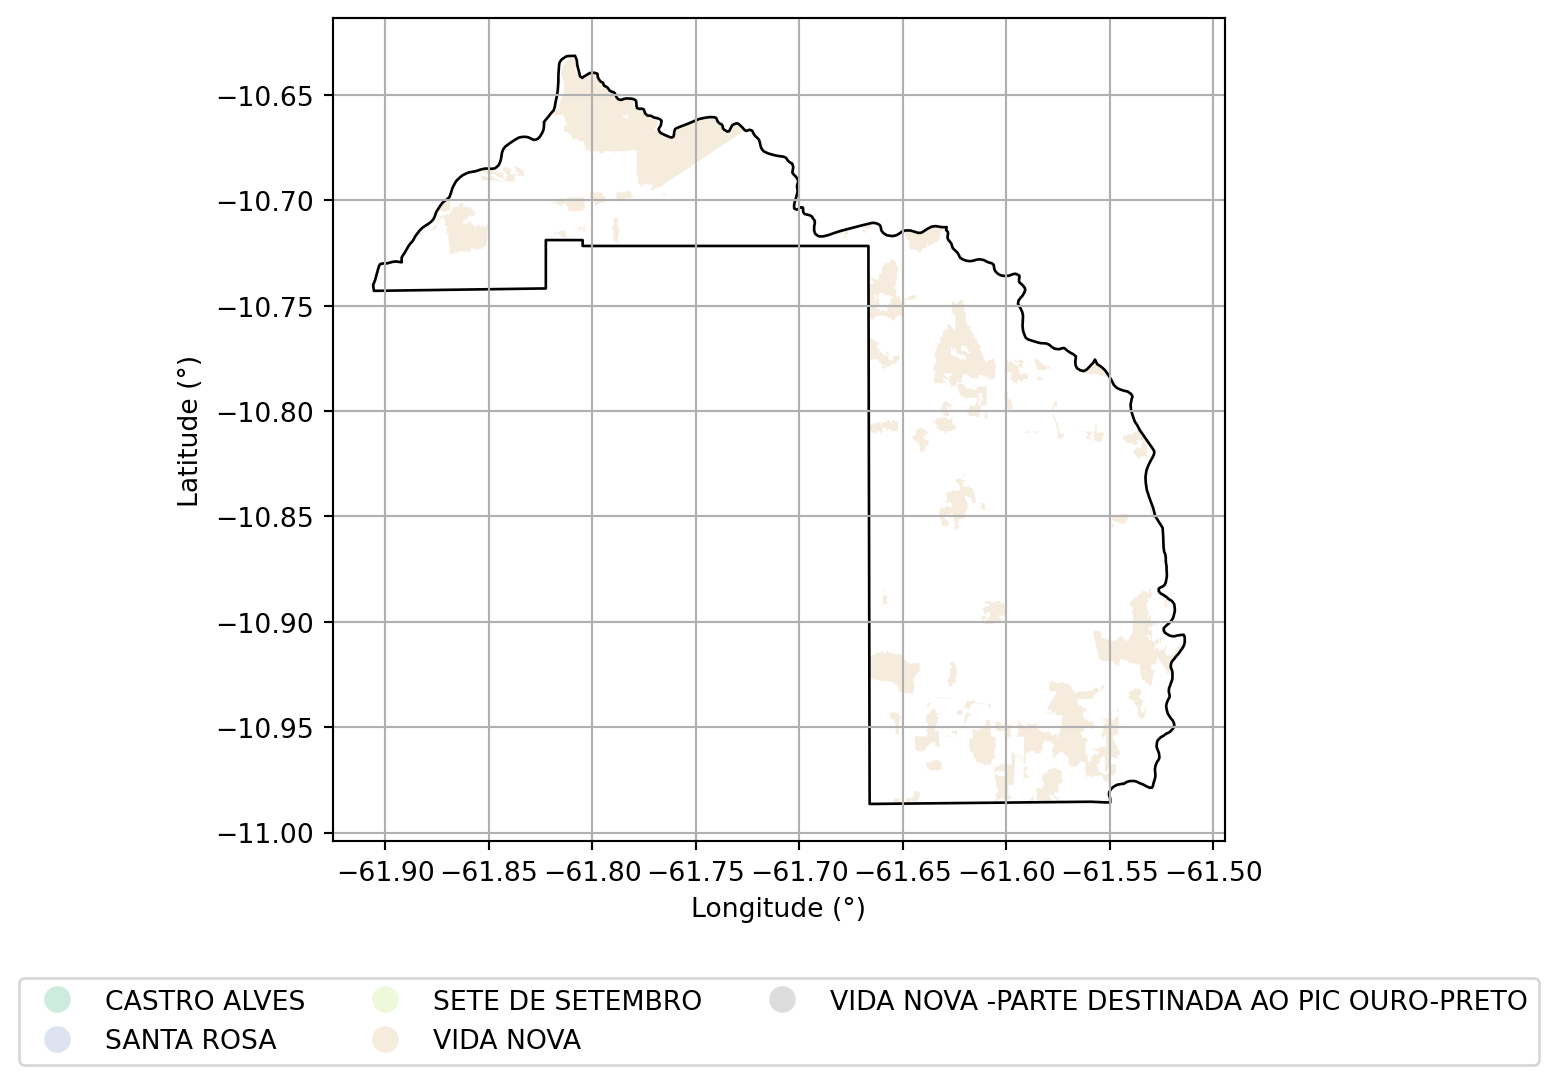 −10.65
−10.70
−10.75
−10.80
−10.85
−10.90
−10.95
−11.00
Latitude (°)
−61.90 −61.85 −61.80 −61.75 −61.70 −61.65 −61.60 −61.55 −61.50
Longitude (°)
CASTRO ALVES SETE DE SETEMBRO VIDA NOVA -PARTE DESTINADA AO PIC OURO-PRETO
SANTA ROSA VIDA NOVA